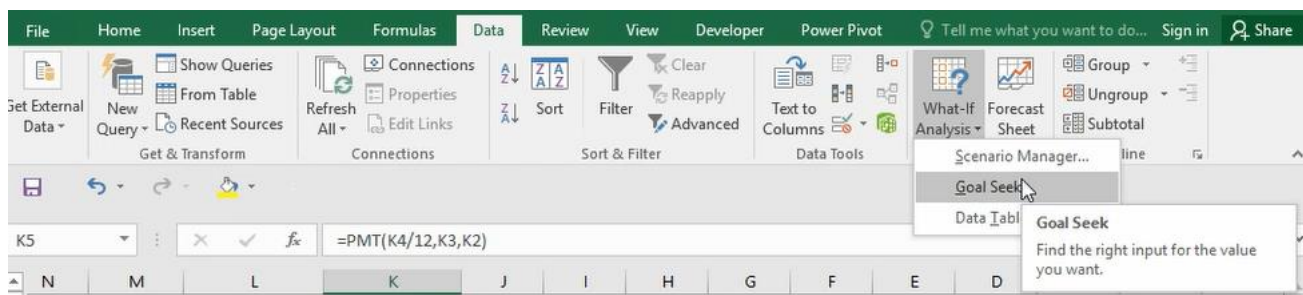 File Home Insert Page Layout Formulas Data Review View Developer Power Pivot Tell me what you want to do... Sign in Share
Get External Data
New Query
Show Queries
From Table
Recent Sources
Get & Transform
Refresh All
Connections
Properties
Edit Links
Connections
Sort
Filter
Clear
Reapply
Advanced
Sort & Filter
Text to Columns
Data Tools
What-If Analysis
Forecast Sheet
Group
Ungroup
Subtotal
line
Scenario Manager...
Goal Seek
Data Tabl
Goal Seek
Find the right input for the value
you want.
K5 fx =PMT(K4/12,K3,K2)
N M L K J I H G F E D